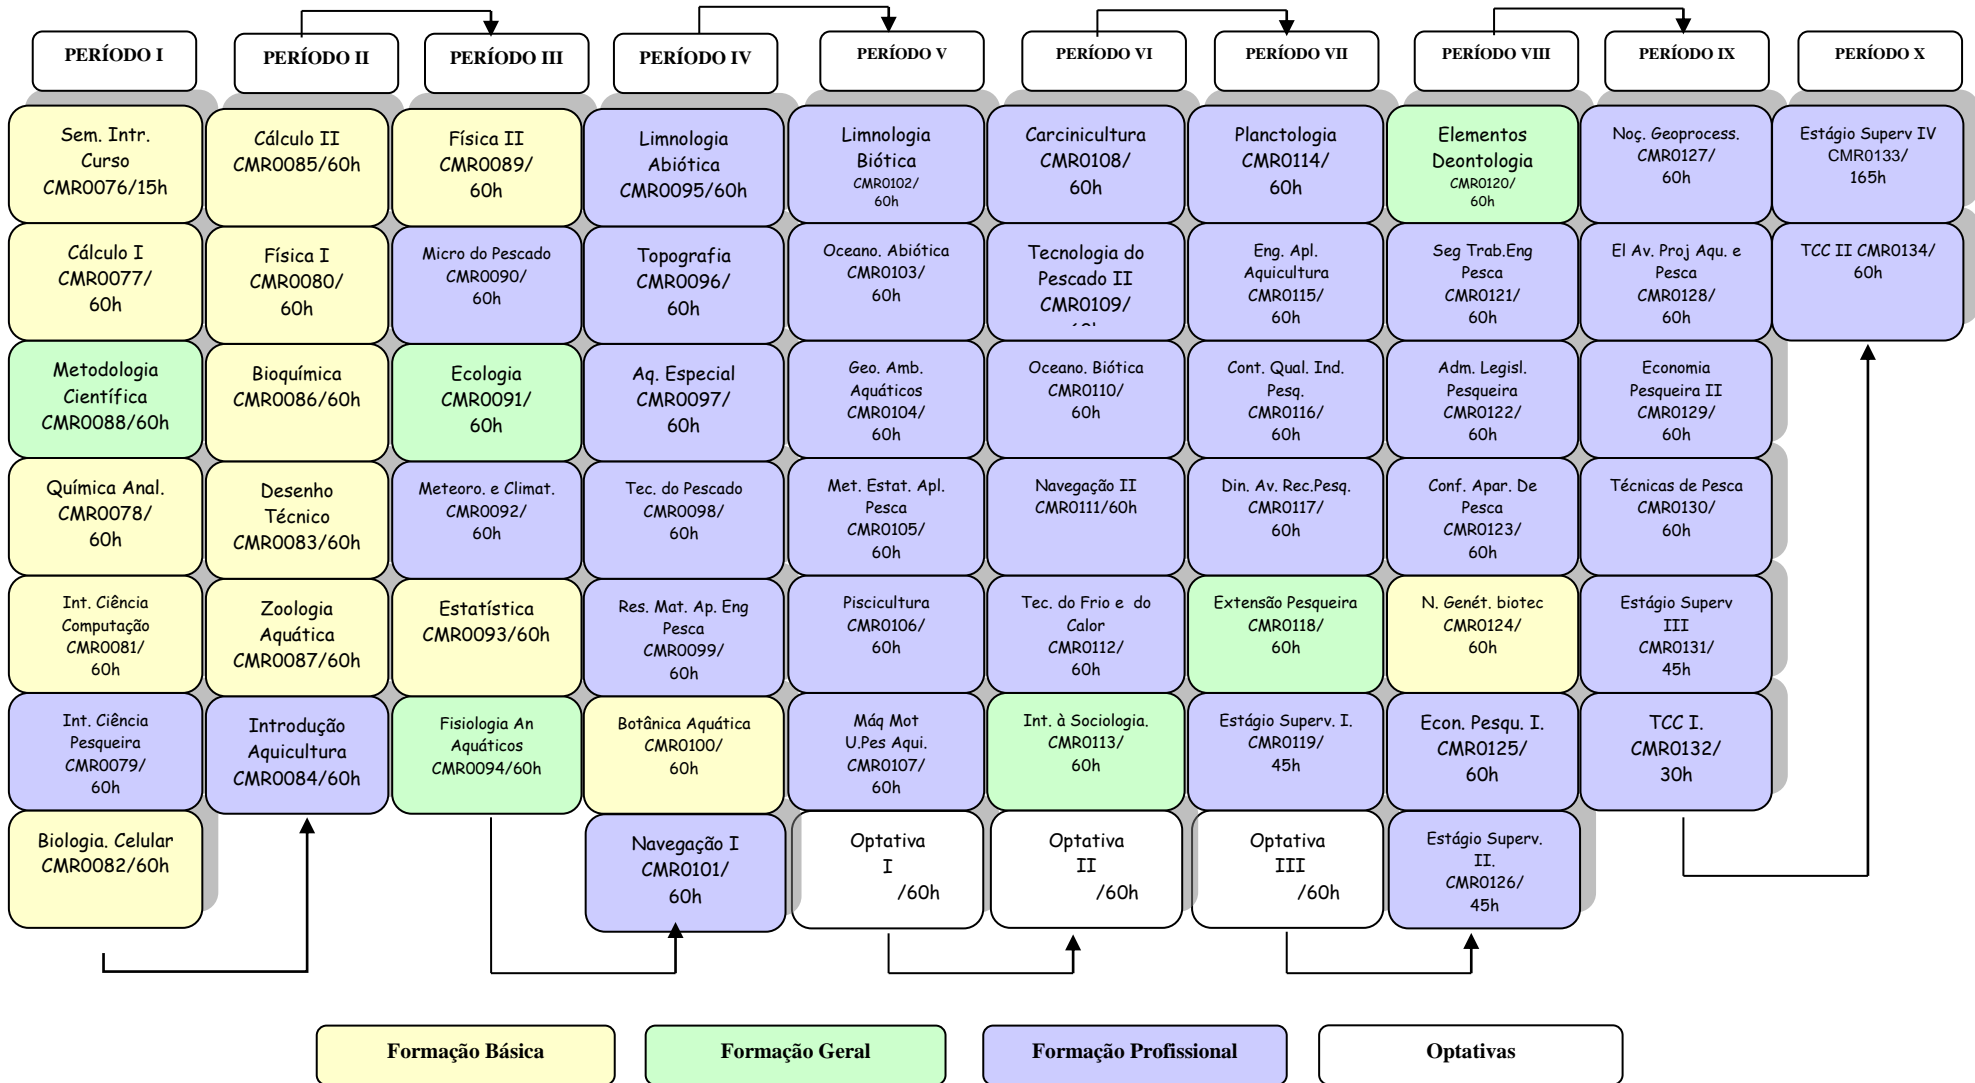 PERÍODO I
PERÍODO II
PERÍODO III
PERÍODO IV
PERÍODO V
PERÍODO VI
PERÍODO VII
PERÍODO VIII
PERÍODO IX
PERÍODO X
Sem. Intr.
Curso
CMR0076/15h
Cálculo I
CMR0077/
60h
Metodologia
Científica
CMR0088/60h
Química Anal.
CMR0078/
60h
Int. Ciência
Computação
CMR0081/
60h
Int. Ciência
Pesqueira
CMR0079/
60h
Biologia. Celular
CMR0082/60h
Cálculo II
CMR0085/60h
Física I
CMR0080/
60h
Bioquímica
CMR0086/60h
Desenho
Técnico
CMR0083/60h
Zoologia
Aquática
CMR0087/60h
Introdução
Aquicultura
CMR0084/60h
Física II
CMR0089/
60h
Micro do Pescado
CMR0090/
60h
Ecologia
CMR0091/
60h
Meteoro. e Climat.
CMR0092/
60h
Estatística
CMR0093/60h
Fisiologia An
Aquáticos
CMR0094/60h
Limnologia
Abiótica
CMR0095/60h
Topografia
CMR0096/
60h
Aq. Especial
CMR0097/
60h
Tec. do Pescado
CMR0098/
60h
Res. Mat. Ap. Eng
Pesca
CMR0099/
60h
Botânica Aquática
CMR0100/
60h
Navegação I
CMR0101/
60h
Limnologia
Biótica
CMR0102/
60h
Oceano. Abiótica
CMR0103/
60h
Geo. Amb.
Aquáticos
CMR0104/
60h
Met. Estat. Apl.
Pesca
CMR0105/
60h
Piscicultura
CMR0106/
60h
Máq Mot
U.Pes Aqui.
CMR0107/
60h
Optativa
I
/60h
Carcinicultura
CMR0108/
60h
Tecnologia do
Pescado II
CMR0109/
Oceano. Biótica
CMR0110/
60h
Navegação II
CMR0111/60h
Tec. do Frio e do
Calor
CMR0112/
60h
Int. à Sociologia.
CMR0113/
60h
Optativa
II
/60h
Planctologia
CMR0114/
60h
Eng. Apl.
Aquicultura
CMR0115/
60h
Cont. Qual. Ind.
Pesq.
CMR0116/
60h
Din. Av. Rec.Pesq.
CMR0117/
60h
Extensão Pesqueira
CMR0118/
60h
Estágio Superv. I.
CMR0119/
45h
Optativa
III
/60h
Elementos
Deontologia
CMR0120/
60h
Seg Trab.Eng
Pesca
CMR0121/
60h
Adm. Legisl.
Pesqueira
CMR0122/
60h
Conf. Apar. De
Pesca
CMR0123/
60h
N. Genét. biotec
CMR0124/
60h
Econ. Pesqu. I.
CMR0125/
60h
Estágio Superv.
II.
CMR0126/
45h
Noç. Geoprocess.
CMR0127/
60h
El Av. Proj Aqu. e
Pesca
CMR0128/
60h
Economia
Pesqueira II
CMR0129/
60h
Técnicas de Pesca
CMR0130/
60h
Estágio Superv
III
CMR0131/
45h
TCC I.
CMR0132/
30h
Estágio Superv IV
CMR0133/
165h
TCC II CMR0134/
60h
Formação Básica
Formação Geral
Formação Profissional
Optativas